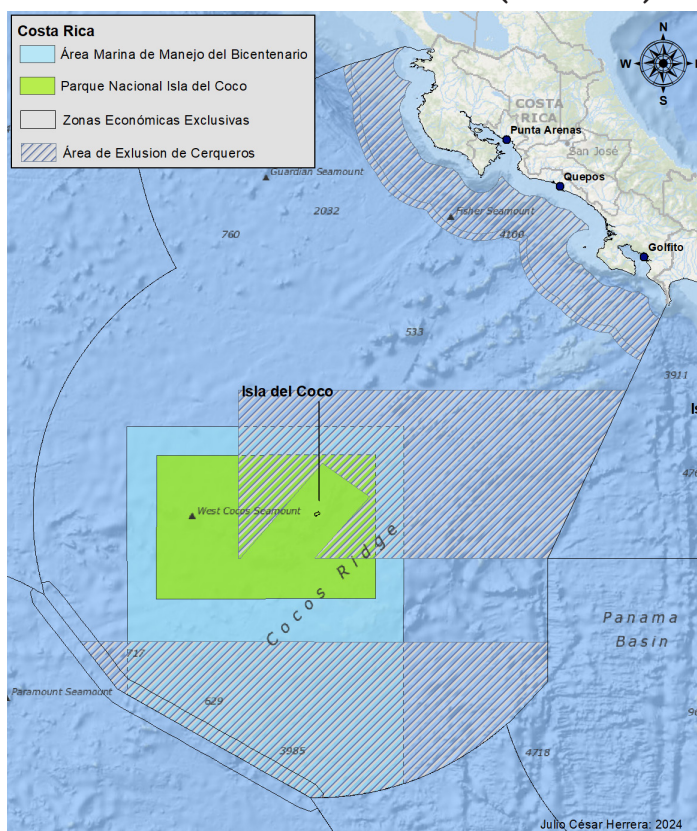 Costa Rica
Área Marina de Manejo del Bicentenario
Parque Nacional Isla del Coco
Zonas Económicas Exclusivas
Área de Exlusion de Cerqueros
N
W
S
COSTA
RICA
Punta Arenas
San José
Guardian Seamount
Quepos
2032
Fisher Seamount
760
4100
Golfito
533
3911
Isla del Coco
West Cocos Seamount
Cocos Ridge
Panama
Basin
717
Paramount Seamount
629
3985
4718
Julio César Herrera: 2024